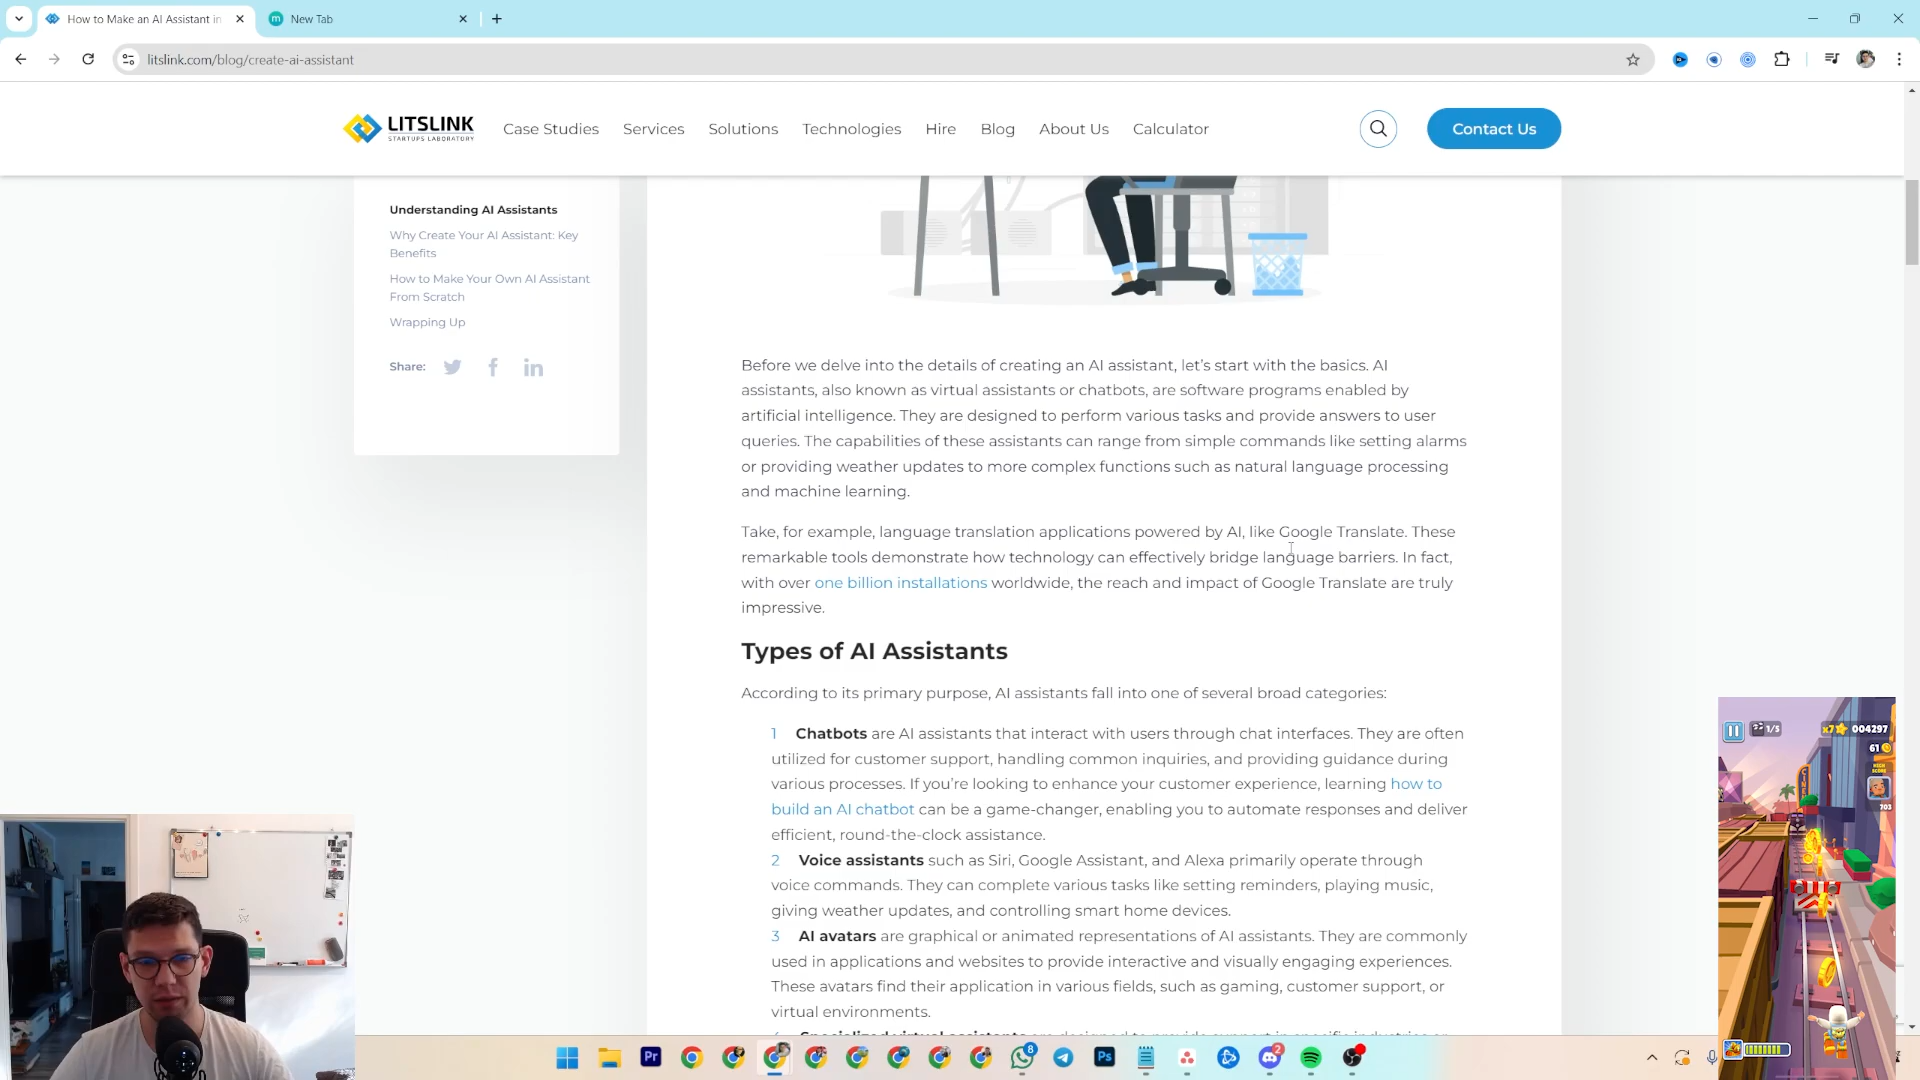 How to Make an AI Assistant in
New Tab
litslink.com/blog/create-ai-assistant
LITSLINK
STARTUPS LABORATORY
Case Studies
Services
Solutions
Technologies
Hire
Blog
About Us
Calculator
Contact Us
Understanding AI Assistants
Why Create Your AI Assistant: Key
Benefits
How to Make Your Own AI Assistant
From Scratch
Wrapping Up
Share:
Before we delve into the details of creating an AI assistant, let’s start with the basics. AI
assistants, also known as virtual assistants or chatbots, are software programs enabled by
artificial intelligence. They are designed to perform various tasks and provide answers to user
queries. The capabilities of these assistants can range from simple commands like setting alarms
or providing weather updates to more complex functions such as natural language processing
and machine learning.
Take, for example, language translation applications powered by AI, like Google Translate. These
remarkable tools demonstrate how technology can effectively bridge language barriers. In fact,
with over one billion installations worldwide, the reach and impact of Google Translate are truly
impressive.
Types of AI Assistants
According to its primary purpose, AI assistants fall into one of several broad categories:
1 Chatbots are AI assistants that interact with users through chat interfaces. They are often
utilized for customer support, handling common inquiries, and providing guidance during
various processes. If you’re looking to enhance your customer experience, learning how to
build an AI chatbot can be a game-changer, enabling you to automate responses and deliver
efficient, round-the-clock assistance.
2 Voice assistants such as Siri, Google Assistant, and Alexa primarily operate through
voice commands. They can complete various tasks like setting reminders, playing music,
giving weather updates, and controlling smart home devices.
3 AI avatars are graphical or animated representations of AI assistants. They are commonly
used in applications and websites to provide interactive and visually engaging experiences.
These avatars find their application in various fields, such as gaming, customer support, or
virtual environments.
1/5
x7
004297
61
HIGH
SCORE
703
Pr
8
Ps
2